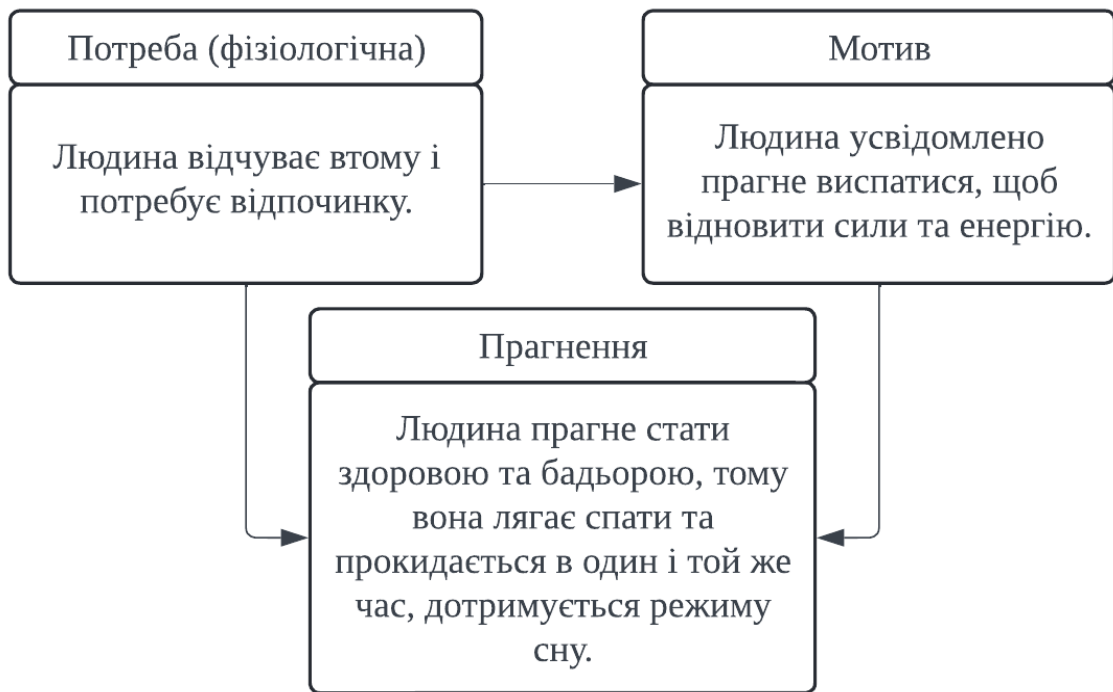 Потреба (фізіологічна)
Людина відчуває втому і
потребує відпочинку.
Мотив
Людина усвідомлено
прагне виспатися, щоб
відновити сили та енергію.
Прагнення
Людина прагне стати
здоровою та бадьорою, тому
вона лягає спати та
прокидається в один і той же
час, дотримується режиму
сну.